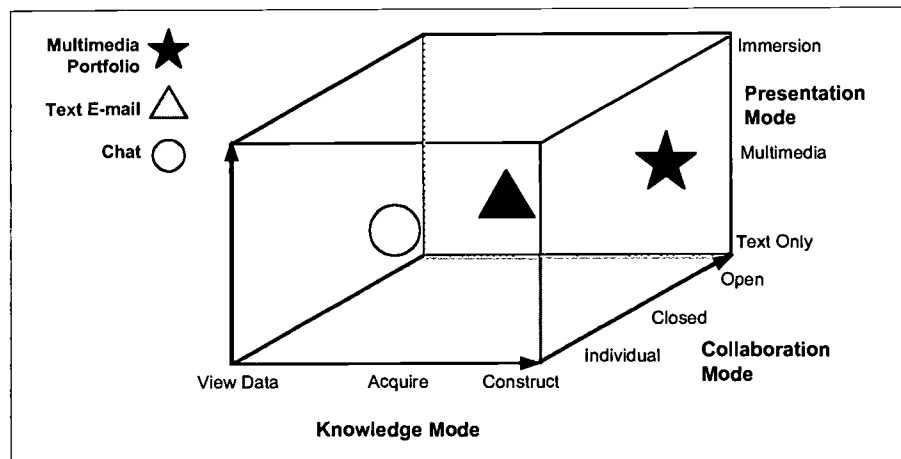 Multimedia
Portfolio
Text E-mail
Chat
Immersion
Presentation
Mode
Multimedia
Text Only
Open
Closed
Individual
Collaboration
Mode
View Data
Acquire
Construct
Knowledge Mode